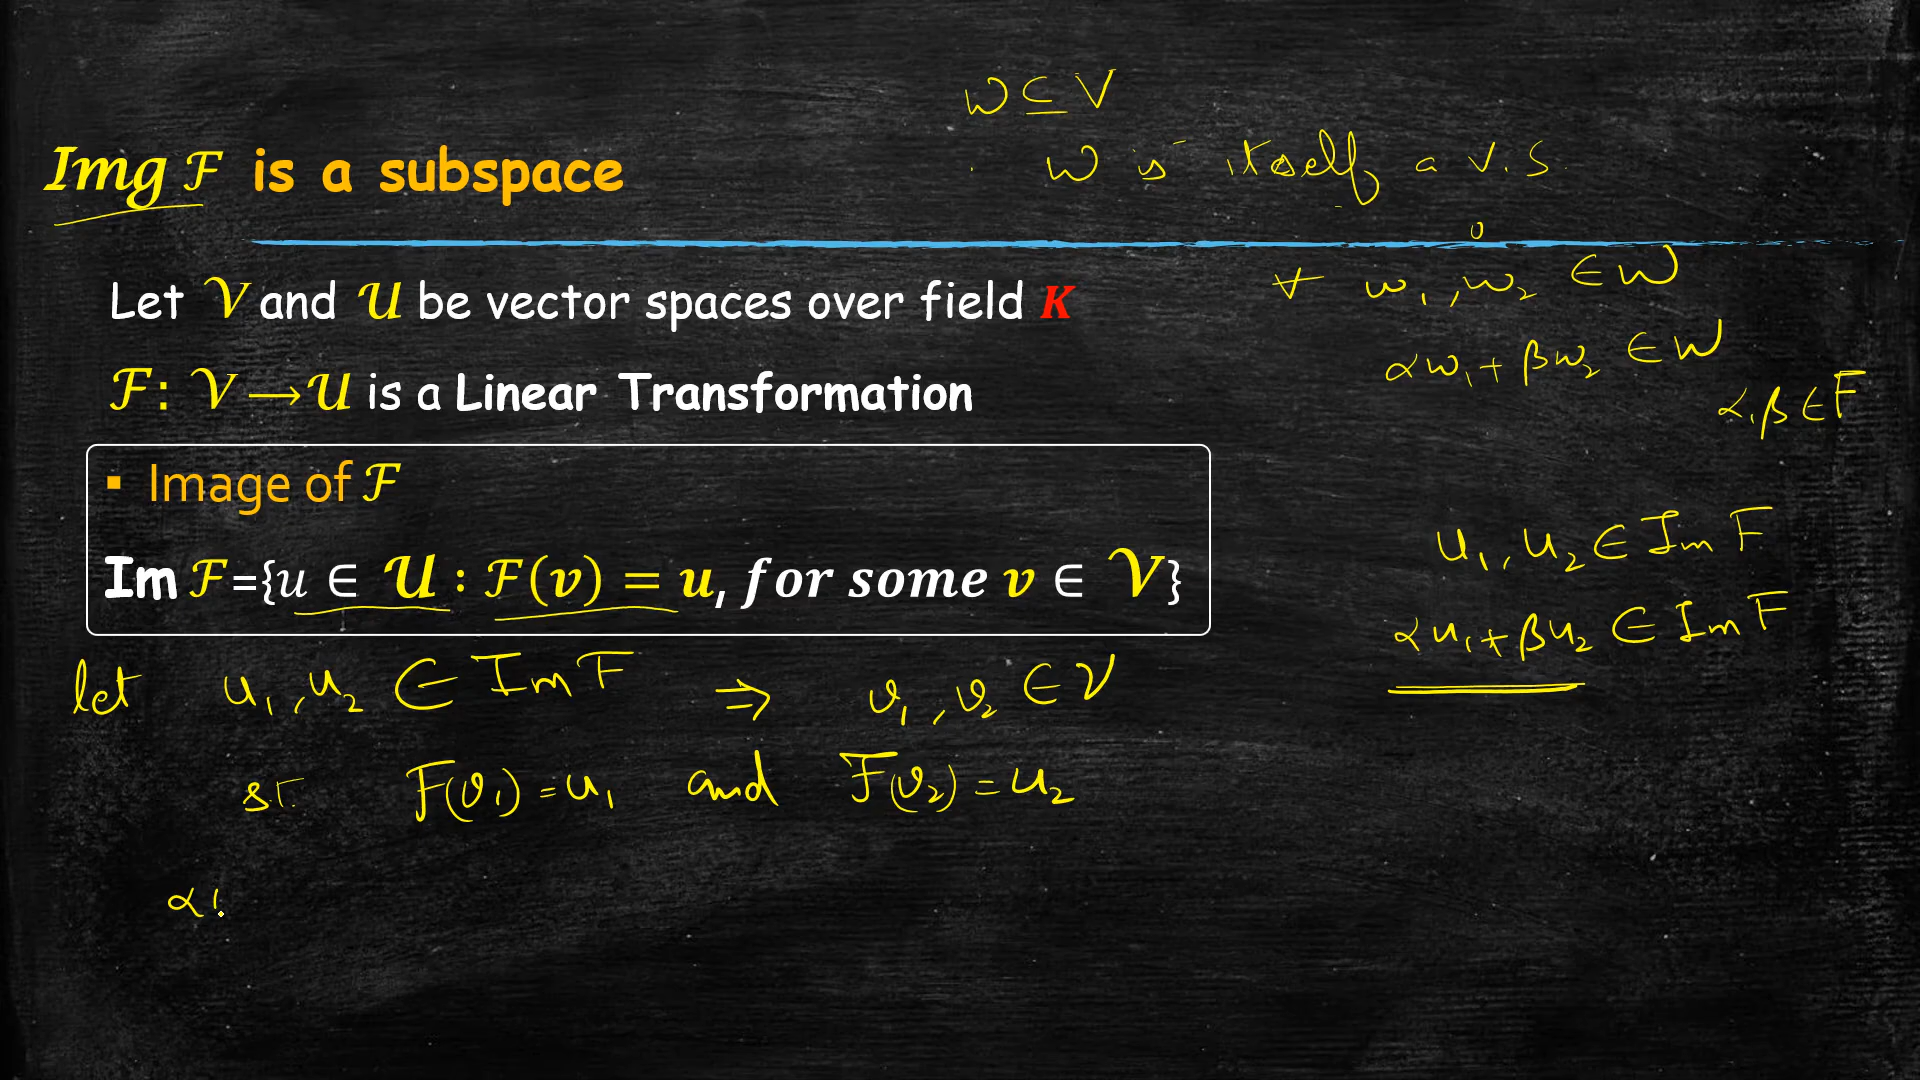 W ⊆ V
Img ℱ is a subspace
W is itself a V.S.
0
∀ w₁, w₂ ∈ W
Let 𝒱 and 𝒰 be vector spaces over field K
αw₁ + βw₂ ∈ W
ℱ: 𝒱 → 𝒰 is a Linear Transformation
α, β ∈ F
▪ Image of ℱ
u₁, u₂ ∈ Im F
Im ℱ={u ∈ 𝒰 : ℱ(v) = u, for some v ∈ 𝒱}
αu₁ + βu₂ ∈ Im F
let u₁, u₂ ∈ Im F ⇒ v₁, v₂ ∈ V
st F(v₁) = u₁ and F(v₂) = u₂
α